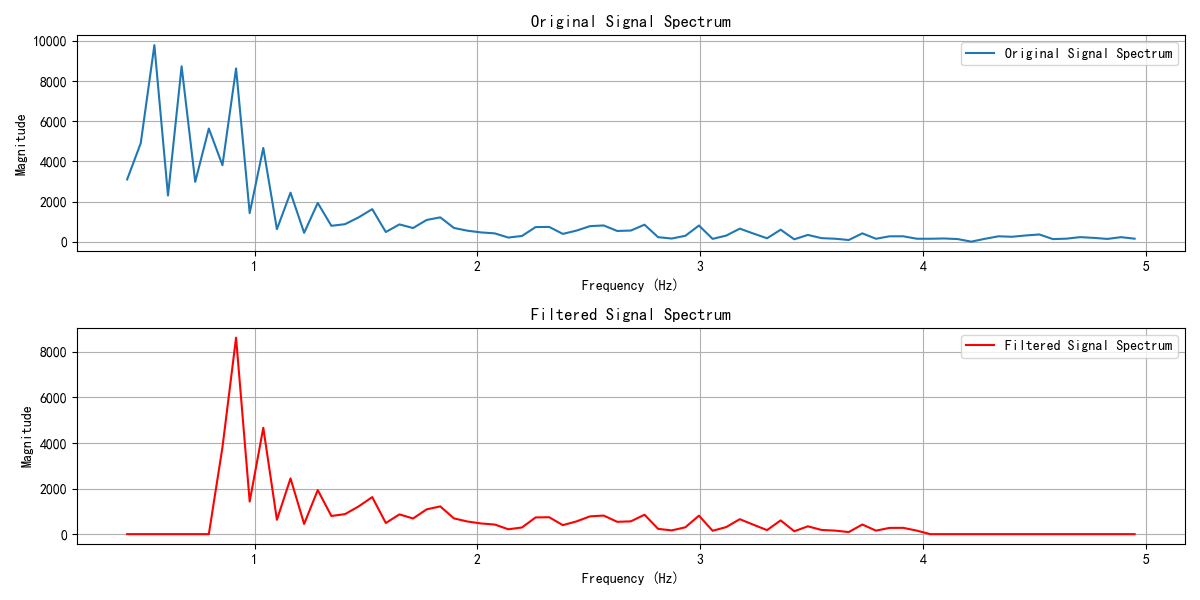 Original Signal Spectrum
10000
8000
6000
4000
2000
0
Magnitude
Original Signal Spectrum
1 2 3 4 5
Frequency (Hz)
Filtered Signal Spectrum
8000
6000
4000
2000
0
Magnitude
Filtered Signal Spectrum
1 2 3 4 5
Frequency (Hz)